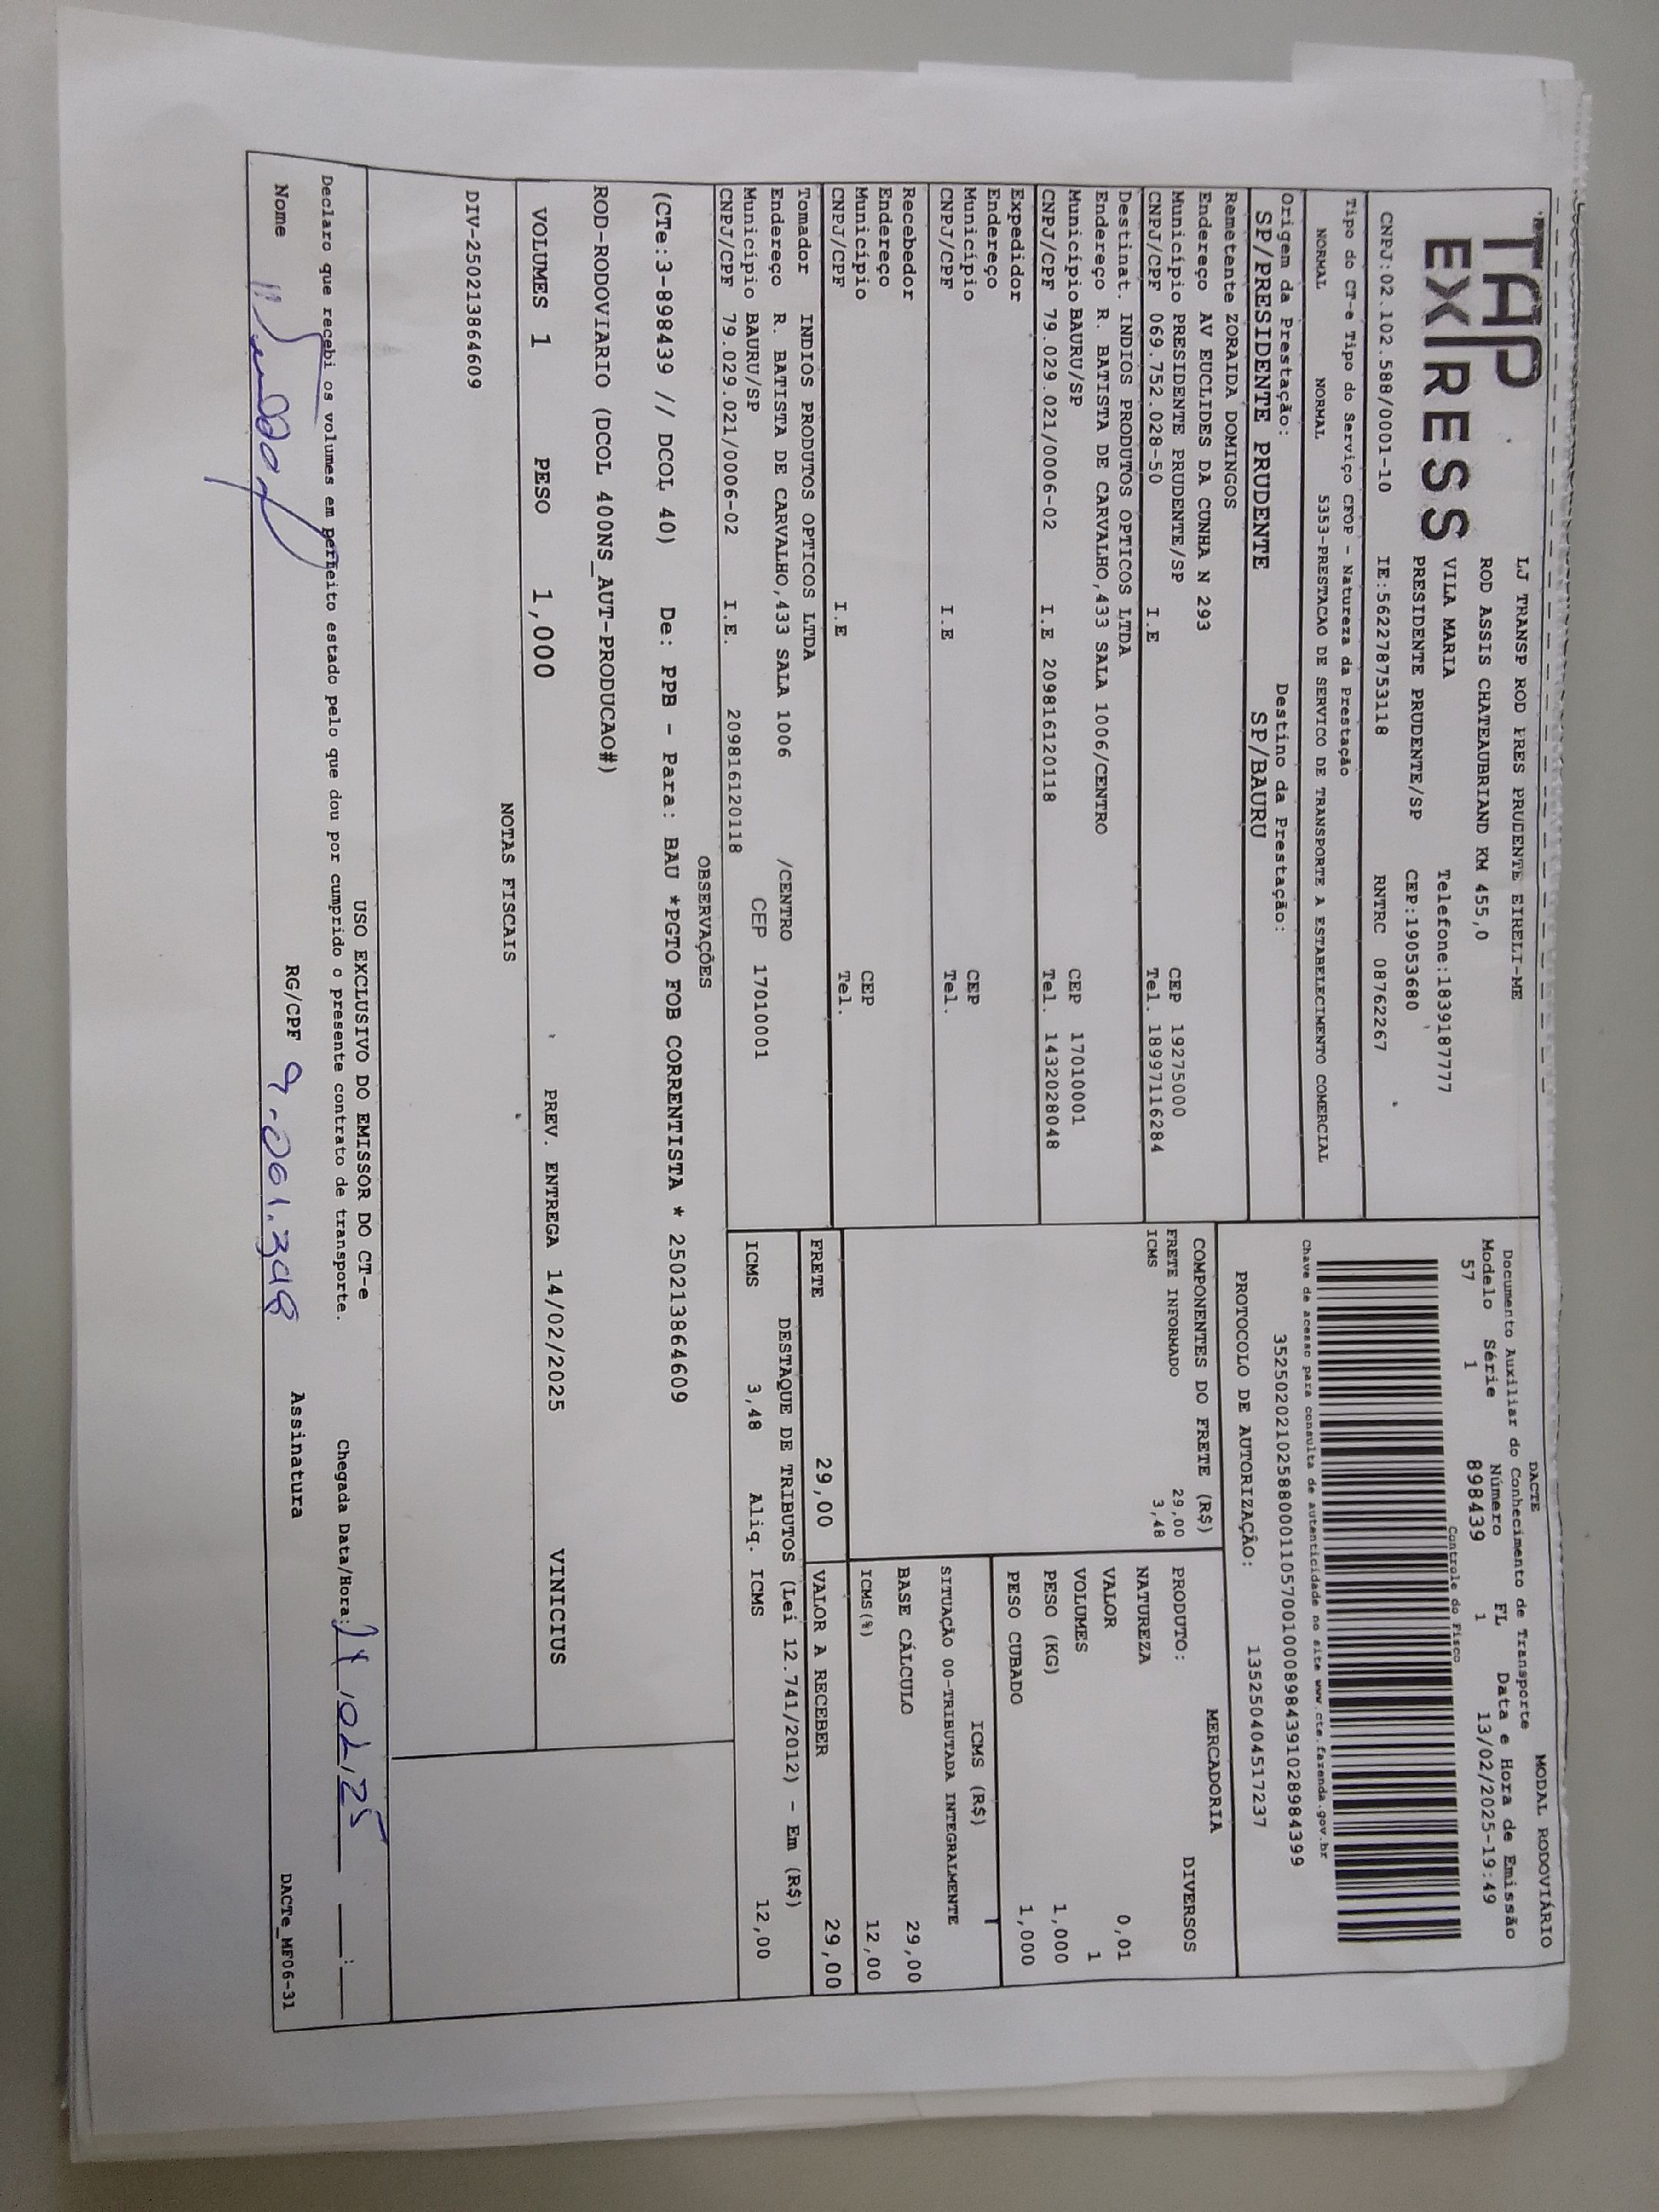 TAP
EXPRESS
LJ TRANSP ROD PRES PRUDENTE EIRELI-ME
ROD ASSIS CHATEAUBRIAND KM 455,0
VILA MARIA Telefone:1839187777
PRESIDENTE PRUDENTE/SP CEP:19053680
CNPJ:02.102.588/0001-10 IE:562278753118 RNTRC 08762267
DACTE MODAL RODOVIÁRIO
Documento Auxiliar do Conhecimento de Transporte
Modelo Série Número FL Data e Hora de Emissão
57 1 898439 1 13/02/2025-19:49
Controle do Fisco
Chave de acesso para consulta de autenticidade no site www.cte.fazenda.gov.br
35250202102588000110570010008984391028984399
PROTOCOLO DE AUTORIZAÇÃO: 135250404517237
Tipo do CT-e Tipo do Serviço CFOP - Natureza da Prestação
NORMAL NORMAL 5353-PRESTACAO DE SERVICO DE TRANSPORTE A ESTABELECIMENTO COMERCIAL
Origem da Prestação: Destino da Prestação:
SP/PRESIDENTE PRUDENTE SP/BAURU
Remetente ZORAIDA DOMINGOS
Endereço AV EUCLIDES DA CUNHA N 293
Município PRESIDENTE PRUDENTE/SP CEP 19275000
CNPJ/CPF 069.752.028-50 I.E Tel. 18997116284
Destinat. INDIOS PRODUTOS OPTICOS LTDA
Endereço R. BATISTA DE CARVALHO,433 SALA 1006/CENTRO
Município BAURU/SP CEP 17010001
CNPJ/CPF 79.029.021/0006-02 I.E 209816120118 Tel. 1432028048
Expedidor
Endereço
Município CEP
CNPJ/CPF I.E Tel.
Recebedor
Endereço
Município CEP
CNPJ/CPF I.E Tel.
Tomador INDIOS PRODUTOS OPTICOS LTDA
Endereço R. BATISTA DE CARVALHO,433 SALA 1006 /CENTRO
Município BAURU/SP CEP 17010001
CNPJ/CPF 79.029.021/0006-02 I.E. 209816120118
COMPONENTES DO FRETE (R$)
FRETE INFORMADO 29,00
ICMS 3,48
MERCADORIA
PRODUTO: DIVERSOS
NATUREZA
VALOR 0,01
VOLUMES 1
PESO (KG) 1,000
PESO CUBADO 1,000
ICMS (R$)
SITUAÇÃO 00-TRIBUTADA INTEGRALMENTE
BASE CÁLCULO 29,00
ICMS(%) 12,00
FRETE 29,00 VALOR A RECEBER 29,00
DESTAQUE DE TRIBUTOS (Lei 12.741/2012) - Em (R$)
ICMS 3,48 Aliq. ICMS 12,00
OBSERVAÇÕES
(CTe:3-898439 // DCOL 40) De: PPB - Para: BAU *PGTO FOB CORRENTISTA * 250213864609
ROD-RODOVIARIO (DCOL 400NS_AUT-PRODUCAO#)
VOLUMES 1 PESO 1,000 PREV. ENTREGA 14/02/2025 VINICIUS
NOTAS FISCAIS
DIV-250213864609
USO EXCLUSIVO DO EMISSOR DO CT-e
Declaro que recebi os volumes em perfeito estado pelo que dou por cumprido o presente contrato de transporte. Chegada Data/Hora: 14/02/25 __:__
Nome RG/CPF 9.001.398 Assinatura
DACTe_MF06-31